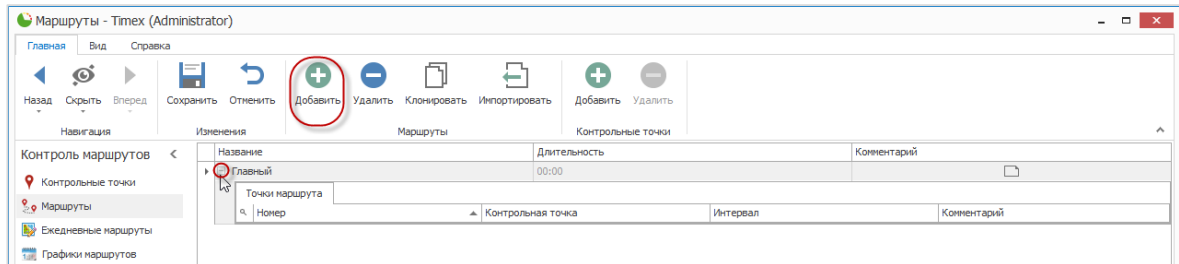 Маршруты - Timex (Administrator)
Главная Вид Справка
Назад Скрыть Вперед Сохранить Отменить Добавить Удалить Клонировать Импортировать Добавить Удалить
Навигация Изменения Маршруты Контрольные точки
Контроль маршрутов
Контрольные точки
Маршруты
Ежедневные маршруты
Графики маршрутов
Название Длительность Комментарий
Главный 00:00
Точки маршрута
Номер Контрольная точка Интервал Комментарий